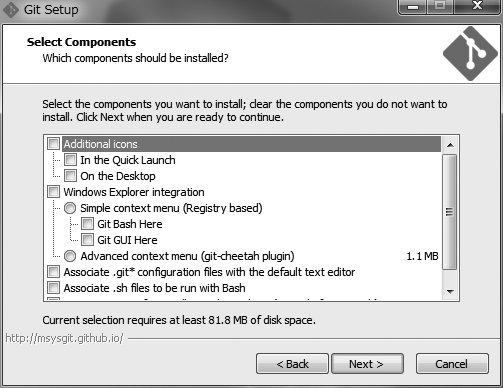 Git Setup
Select Components
Which components should be installed?
Select the components you want to install; clear the components you do not want to
install. Click Next when you are ready to continue.
Additional icons
In the Quick Launch
On the Desktop
Windows Explorer integration
Simple context menu (Registry based)
Git Bash Here
Git GUI Here
Advanced context menu (git-cheetah plugin) 1.1 MB
Associate .git* configuration files with the default text editor
Associate .sh files to be run with Bash
Current selection requires at least 81.8 MB of disk space.
http://msysgit.github.io/
< Back Next > Cancel